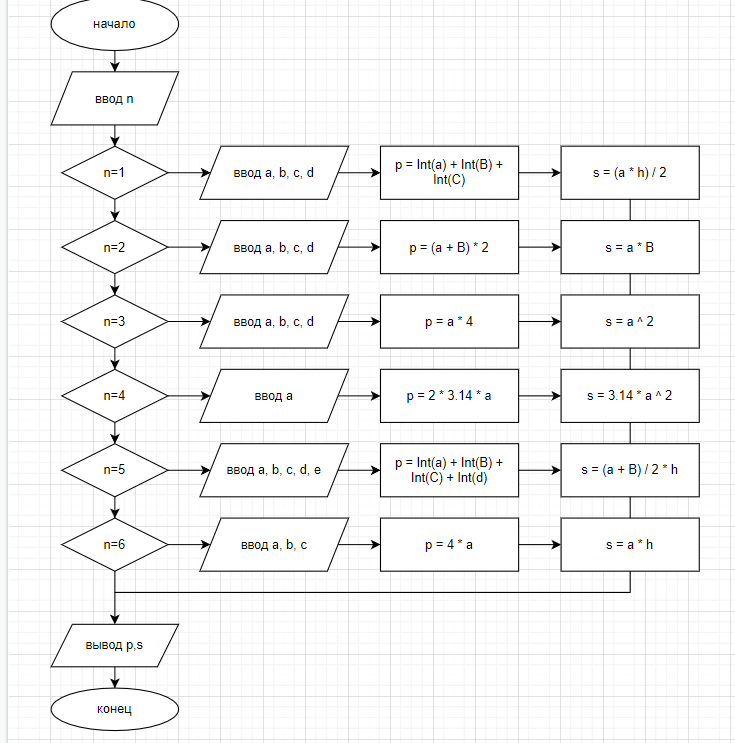 начало
ввод n
n=1
ввод a, b, c, d
p = Int(a) + Int(B) +
Int(C)
s = (a * h) / 2
n=2
ввод a, b, c, d
p = (a + B) * 2
s = a * B
n=3
ввод a, b, c, d
p = a * 4
s = a ^ 2
n=4
ввод a
p = 2 * 3.14 * a
s = 3.14 * a ^ 2
n=5
ввод a, b, c, d, e
p = Int(a) + Int(B) +
Int(C) + Int(d)
s = (a + B) / 2 * h
n=6
ввод a, b, c
p = 4 * a
s = a * h
вывод p,s
конец